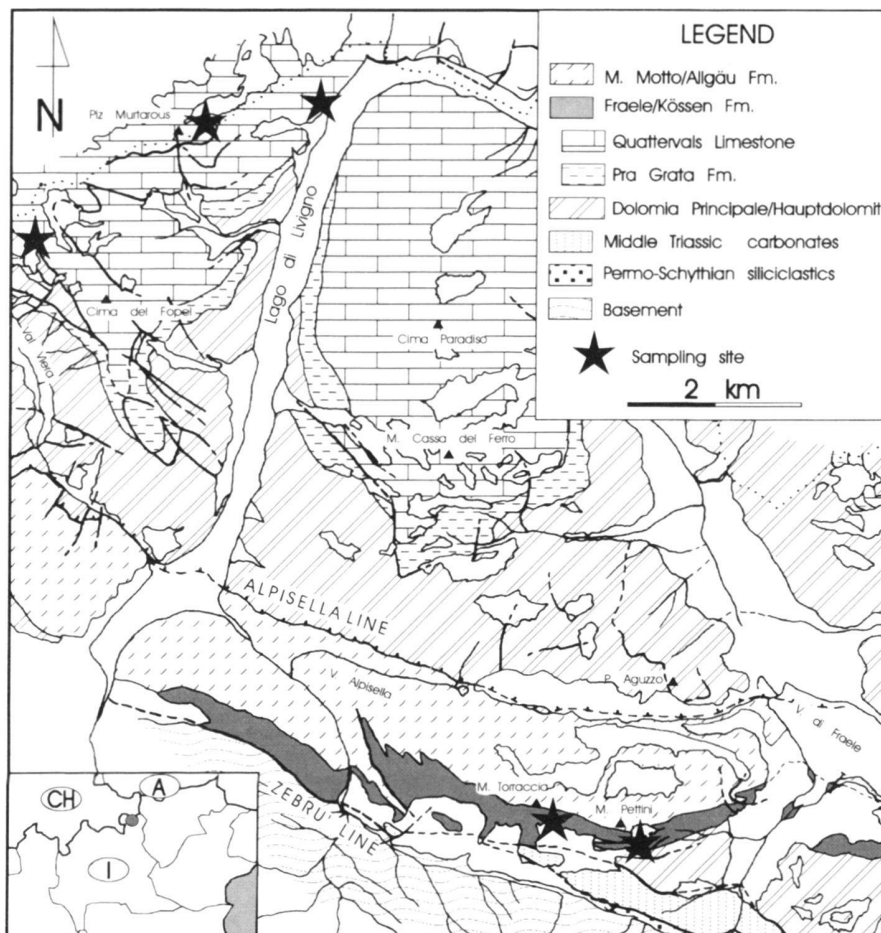 LEGEND
M. Motto/Allgäu Fm.
Fraele/Kössen Fm.
Quattervals Limestone
Pra Grata Fm.
Dolomia Principale/Hauptdolomit
Middle Triassic carbonates
Permo-Schythian siliciclastics
Basement
Sampling site
2 km
N
Piz Murtarous
Lago di Livigno
Cima del Fopel
Val Viera
Cima Paradiso
M. Cassa del Ferro
ALPISELLA LINE
V. Alpisella
P. Aguzzo
V. di Fraele
M. Torraccia
M. Pettini
ZEBRU' LINE
CH
A
I